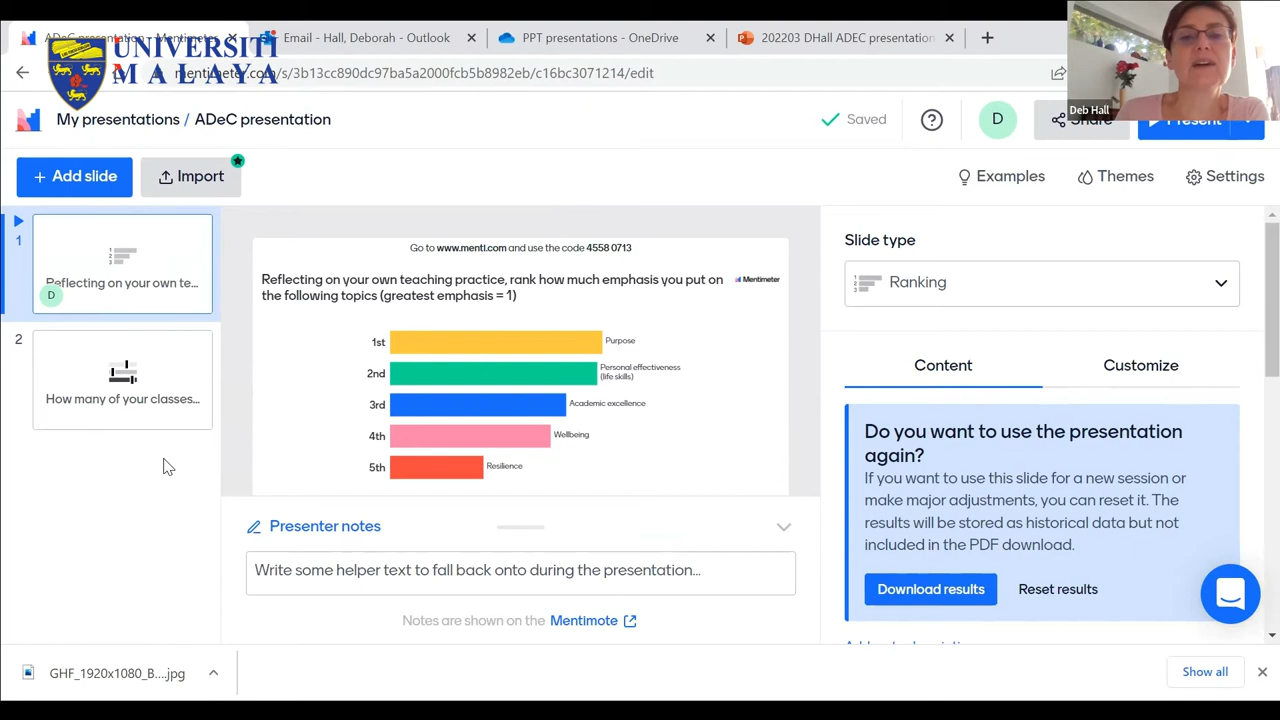 ADeC presentation - Mentimeter
Email - Hall, Deborah - Outlook
PPT presentations - OneDrive
202203 DHall ADEC presentation
UNIVERSITI
MALAYA
mentimeter.com/s/3b13cc890dc97ba5a2000fcb5b8982eb/c16bc3071214/edit
Deb Hall
My presentations / ADeC presentation
Saved
D
Share
Present
+ Add slide
Import
Examples
Themes
Settings
1
Reflecting on your own te...
D
2
How many of your classes...
Go to www.menti.com and use the code 4558 0713
Reflecting on your own teaching practice, rank how much emphasis you put on
the following topics (greatest emphasis = 1)
Mentimeter
1st
Purpose
2nd
Personal effectiveness
(life skills)
3rd
Academic excellence
4th
Wellbeing
5th
Resilience
Presenter notes
Write some helper text to fall back onto during the presentation...
Notes are shown on the Mentimote
Slide type
Ranking
Content
Customize
Do you want to use the presentation
again?
If you want to use this slide for a new session or
make major adjustments, you can reset it. The
results will be stored as historical data but not
included in the PDF download.
Download results
Reset results
GHF_1920x1080_B....jpg
Show all